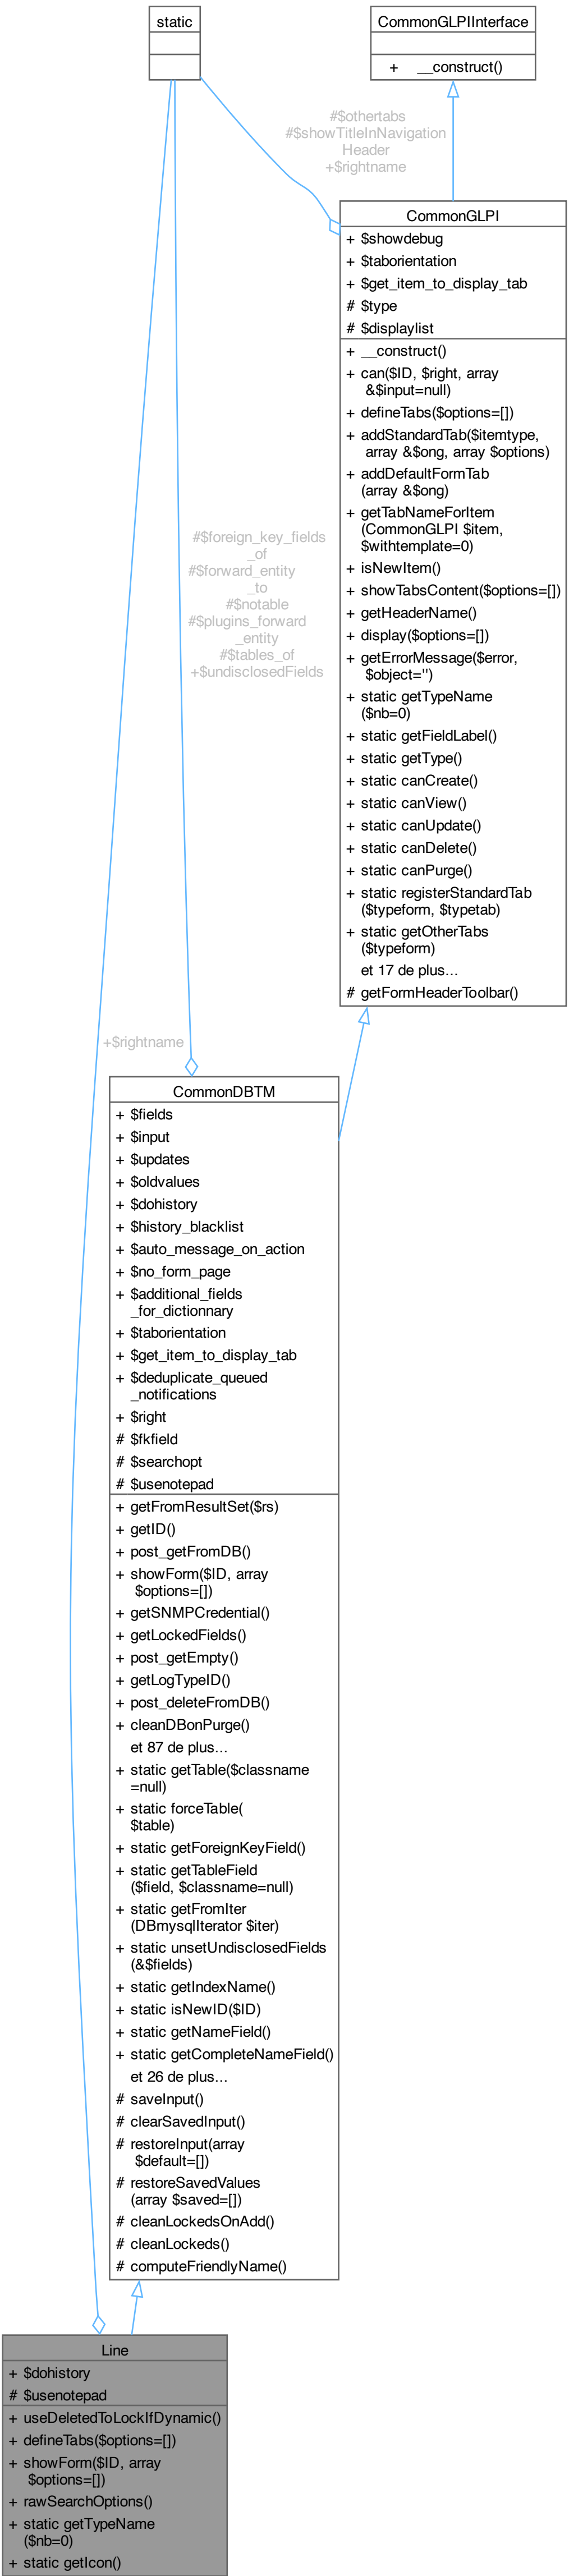 static
CommonGLPIInterface
+ __construct()
#$othertabs
#$showTitleInNavigation
Header
+$rightname
CommonGLPI
+ $showdebug
+ $taborientation
+ $get_item_to_display_tab
# $type
# $displaylist
+ __construct()
+ can($ID, $right, array
&$input=null)
+ defineTabs($options=[])
+ addStandardTab($itemtype,
array &$ong, array $options)
+ addDefaultFormTab
(array &$ong)
+ getTabNameForItem
(CommonGLPI $item,
$withtemplate=0)
+ isNewItem()
+ showTabsContent($options=[])
+ getHeaderName()
+ display($options=[])
+ getErrorMessage($error,
$object='')
+ static getTypeName
($nb=0)
+ static getFieldLabel()
+ static getType()
+ static canCreate()
+ static canView()
+ static canUpdate()
+ static canDelete()
+ static canPurge()
+ static registerStandardTab
($typeform, $typetab)
+ static getOtherTabs
($typeform)
et 17 de plus...
# getFormHeaderToolbar()
#$foreign_key_fields
_of
#$forward_entity
_to
#$notable
#$plugins_forward
_entity
#$tables_of
+$undisclosedFields
+$rightname
CommonDBTM
+ $fields
+ $input
+ $updates
+ $oldvalues
+ $dohistory
+ $history_blacklist
+ $auto_message_on_action
+ $no_form_page
+ $additional_fields
_for_dictionnary
+ $taborientation
+ $get_item_to_display_tab
+ $deduplicate_queued
_notifications
+ $right
# $fkfield
# $searchopt
# $usenotepad
+ getFromResultSet($rs)
+ getID()
+ post_getFromDB()
+ showForm($ID, array
$options=[])
+ getSNMPCredential()
+ getLockedFields()
+ post_getEmpty()
+ getLogTypeID()
+ post_deleteFromDB()
+ cleanDBonPurge()
et 87 de plus...
+ static getTable($classname
=null)
+ static forceTable(
$table)
+ static getForeignKeyField()
+ static getTableField
($field, $classname=null)
+ static getFromIter
(DBmysqlIterator $iter)
+ static unsetUndisclosedFields
(&$fields)
+ static getIndexName()
+ static isNewID($ID)
+ static getNameField()
+ static getCompleteNameField()
et 26 de plus...
# saveInput()
# clearSavedInput()
# restoreInput(array
$default=[])
# restoreSavedValues
(array $saved=[])
# cleanLockedsOnAdd()
# cleanLockeds()
# computeFriendlyName()
Line
+ $dohistory
# $usenotepad
+ useDeletedToLockIfDynamic()
+ defineTabs($options=[])
+ showForm($ID, array
$options=[])
+ rawSearchOptions()
+ static getTypeName
($nb=0)
+ static getIcon()